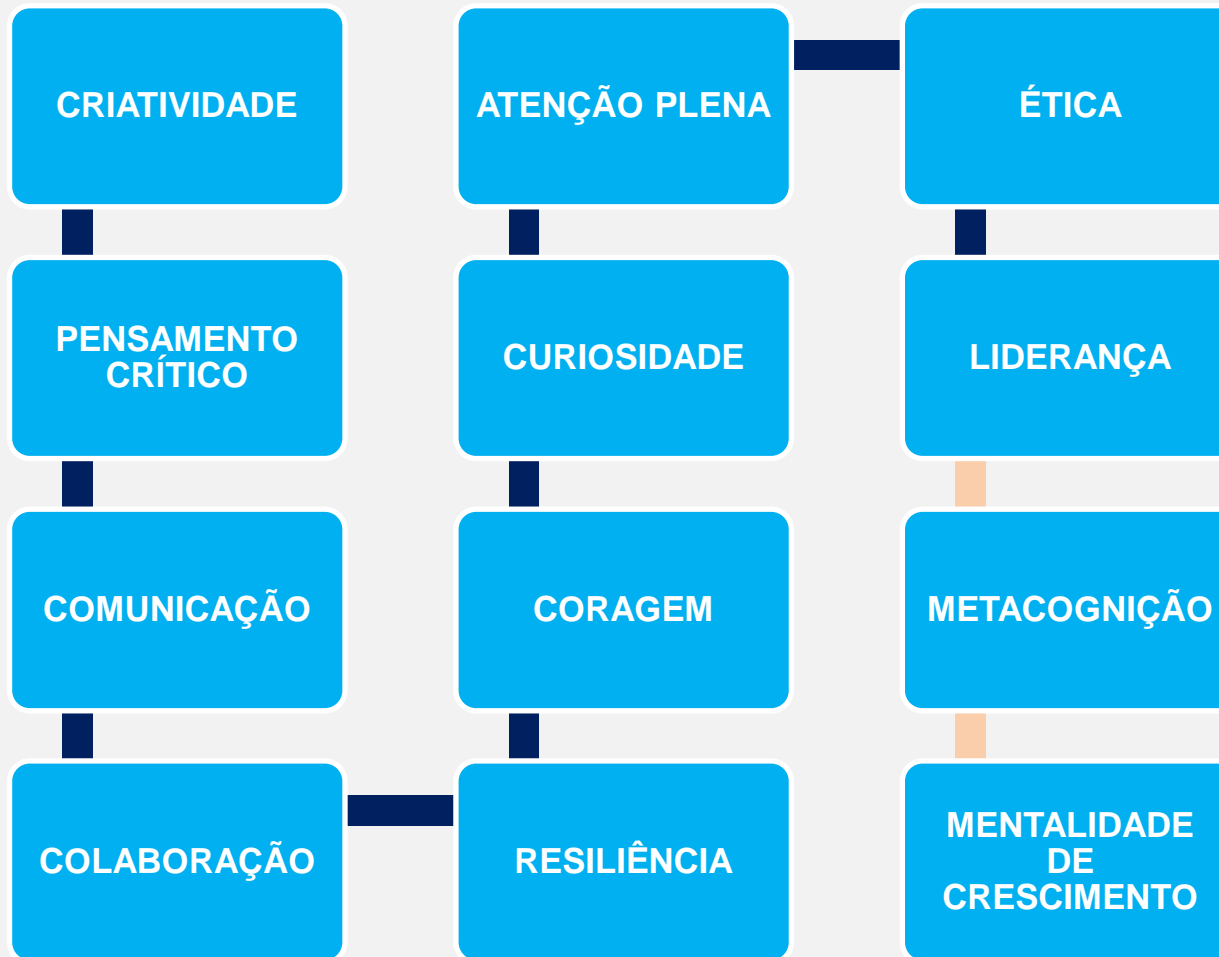 CRIATIVIDADE
PENSAMENTO
CRÍTICO
COMUNICAÇÃO
COLABORAÇÃO
RESILIÊNCIA
CORAGEM
CURIOSIDADE
ATENÇÃO PLENA
ÉTICA
LIDERANÇA
METACOGNIÇÃO
MENTALIDADE
DE
CRESCIMENTO